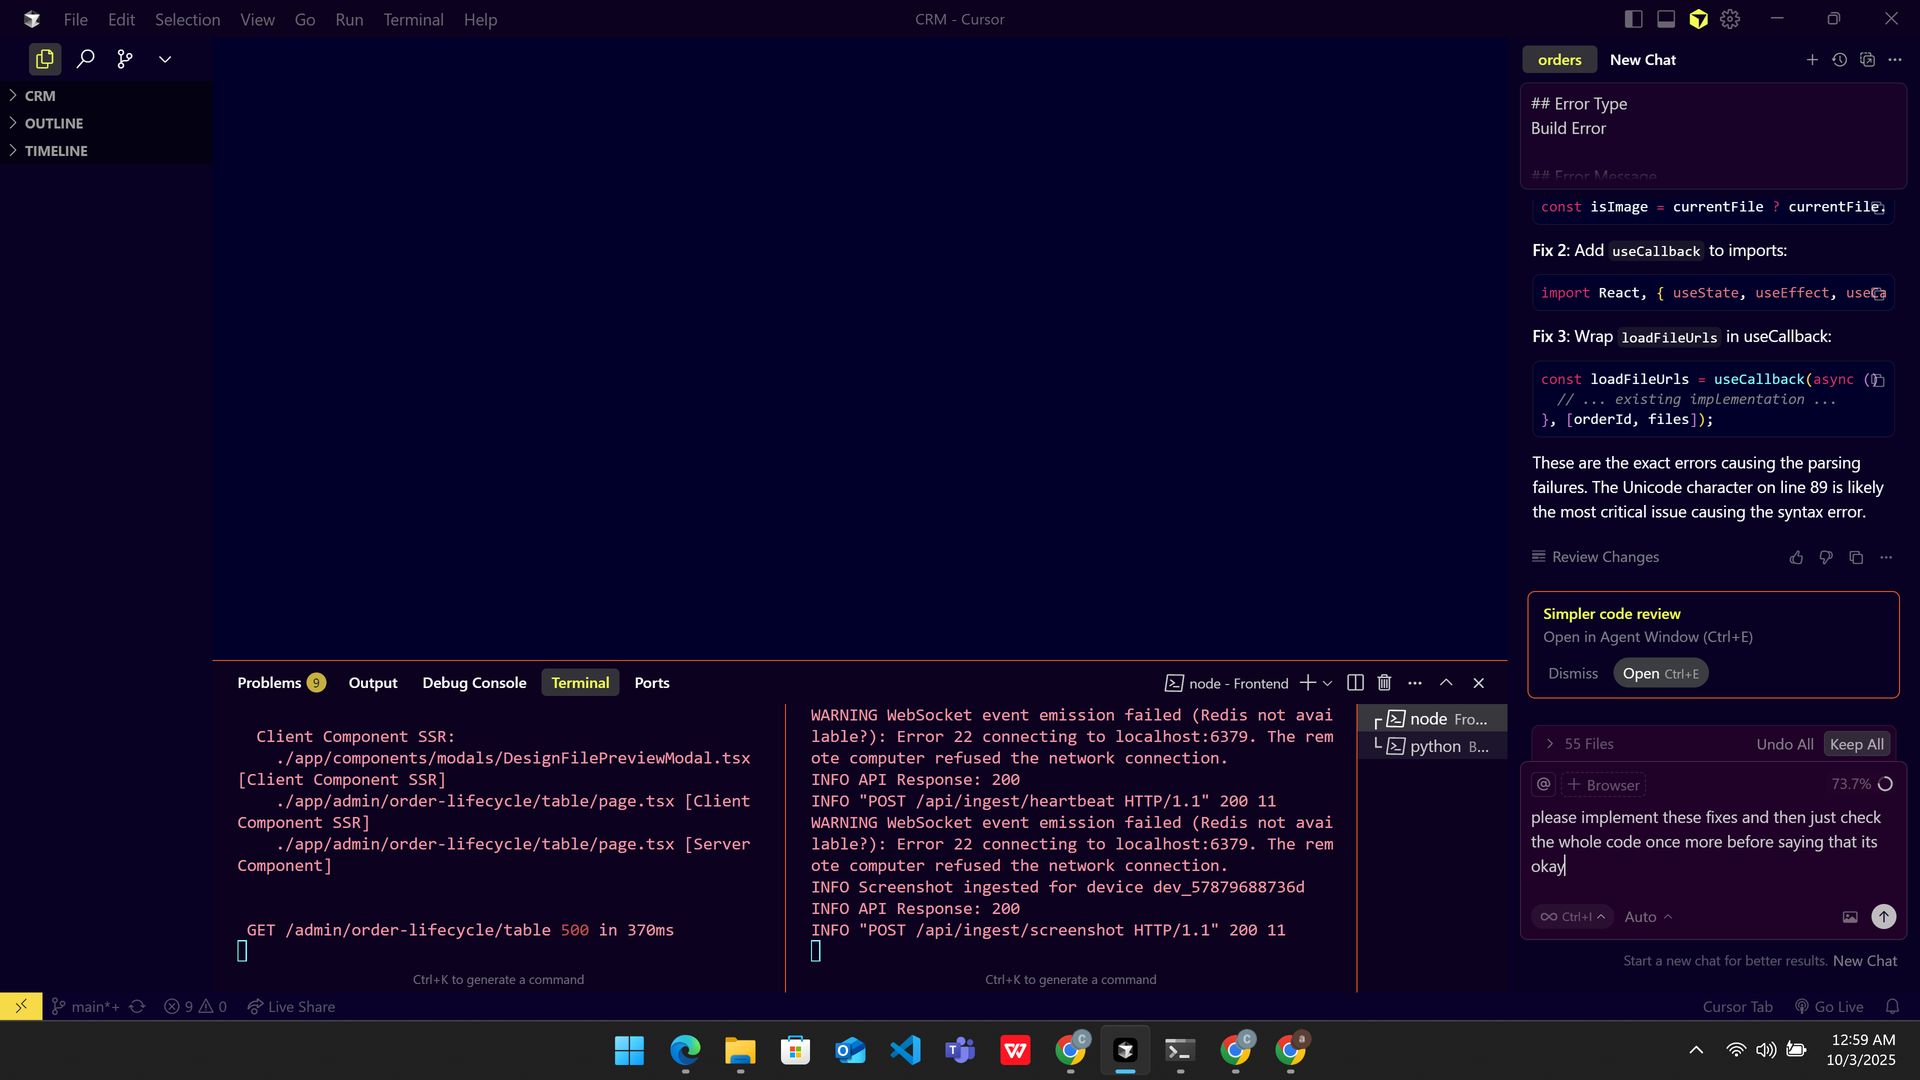 File Edit Selection View Go Run Terminal Help
CRM - Cursor
CRM
OUTLINE
TIMELINE
orders New Chat
## Error Type
Build Error
## Error Message
const isImage = currentFile ? currentFile.
Fix 2: Add useCallback to imports:
import React, { useState, useEffect, useCa
Fix 3: Wrap loadFileUrls in useCallback:
const loadFileUrls = useCallback(async ()
// ... existing implementation ...
}, [orderId, files]);
These are the exact errors causing the parsing
failures. The Unicode character on line 89 is likely
the most critical issue causing the syntax error.
Review Changes
Simpler code review
Open in Agent Window (Ctrl+E)
Dismiss Open Ctrl+E
55 Files Undo All Keep All
@ + Browser 73.7%
please implement these fixes and then just check
the whole code once more before saying that its
okay
∞ Ctrl+I Auto
Start a new chat for better results. New Chat
Problems 9 Output Debug Console Terminal Ports
node - Frontend
Client Component SSR:
./app/components/modals/DesignFilePreviewModal.tsx
[Client Component SSR]
./app/admin/order-lifecycle/table/page.tsx [Client
Component SSR]
./app/admin/order-lifecycle/table/page.tsx [Server
Component]
GET /admin/order-lifecycle/table 500 in 370ms
Ctrl+K to generate a command
WARNING WebSocket event emission failed (Redis not avai
lable?): Error 22 connecting to localhost:6379. The rem
ote computer refused the network connection.
INFO API Response: 200
INFO "POST /api/ingest/heartbeat HTTP/1.1" 200 11
WARNING WebSocket event emission failed (Redis not avai
lable?): Error 22 connecting to localhost:6379. The rem
ote computer refused the network connection.
INFO Screenshot ingested for device dev_57879688736d
INFO API Response: 200
INFO "POST /api/ingest/screenshot HTTP/1.1" 200 11
Ctrl+K to generate a command
node Fro...
python B...
main*+ 9 0 Live Share
Cursor Tab Go Live
12:59 AM
10/3/2025